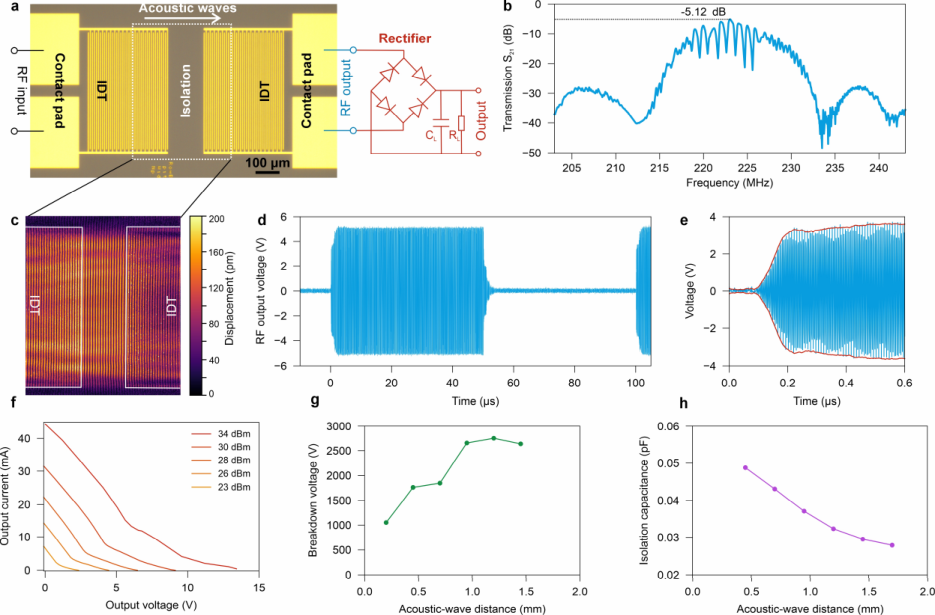 a
Acoustic waves
RF input
Contact pad
Contact pad
IDT
Isolation
IDT
Contact pad
RF output
100 µm
Rectifier
C_L
R_L
Output
b
-5.12 dB
Transmission S₂₁ (dB)
0
−10
−20
−30
−40
−50
205 210 215 220 225 230 235 240
Frequency (MHz)
c
IDT
IDT
200
160
120
80
40
0
Displacement (pm)
d
RF output voltage (V)
6
4
2
0
−2
−4
−6
0 20 40 60 80 100
Time (µs)
e
Voltage (V)
4
2
0
−2
−4
0.0 0.2 0.4 0.6
Time (µs)
f
Output current (mA)
40
30
20
10
0
34 dBm
30 dBm
28 dBm
26 dBm
23 dBm
0 5 10 15
Output voltage (V)
g
Breakdown voltage (V)
3000
2500
2000
1500
1000
500
0
0.0 0.5 1.0 1.5 2.0
Acoustic-wave distance (mm)
h
Isolation capacitance (pF)
0.06
0.05
0.04
0.03
0.02
0.0 0.5 1.0 1.5 2.0
Acoustic-wave distance (mm)